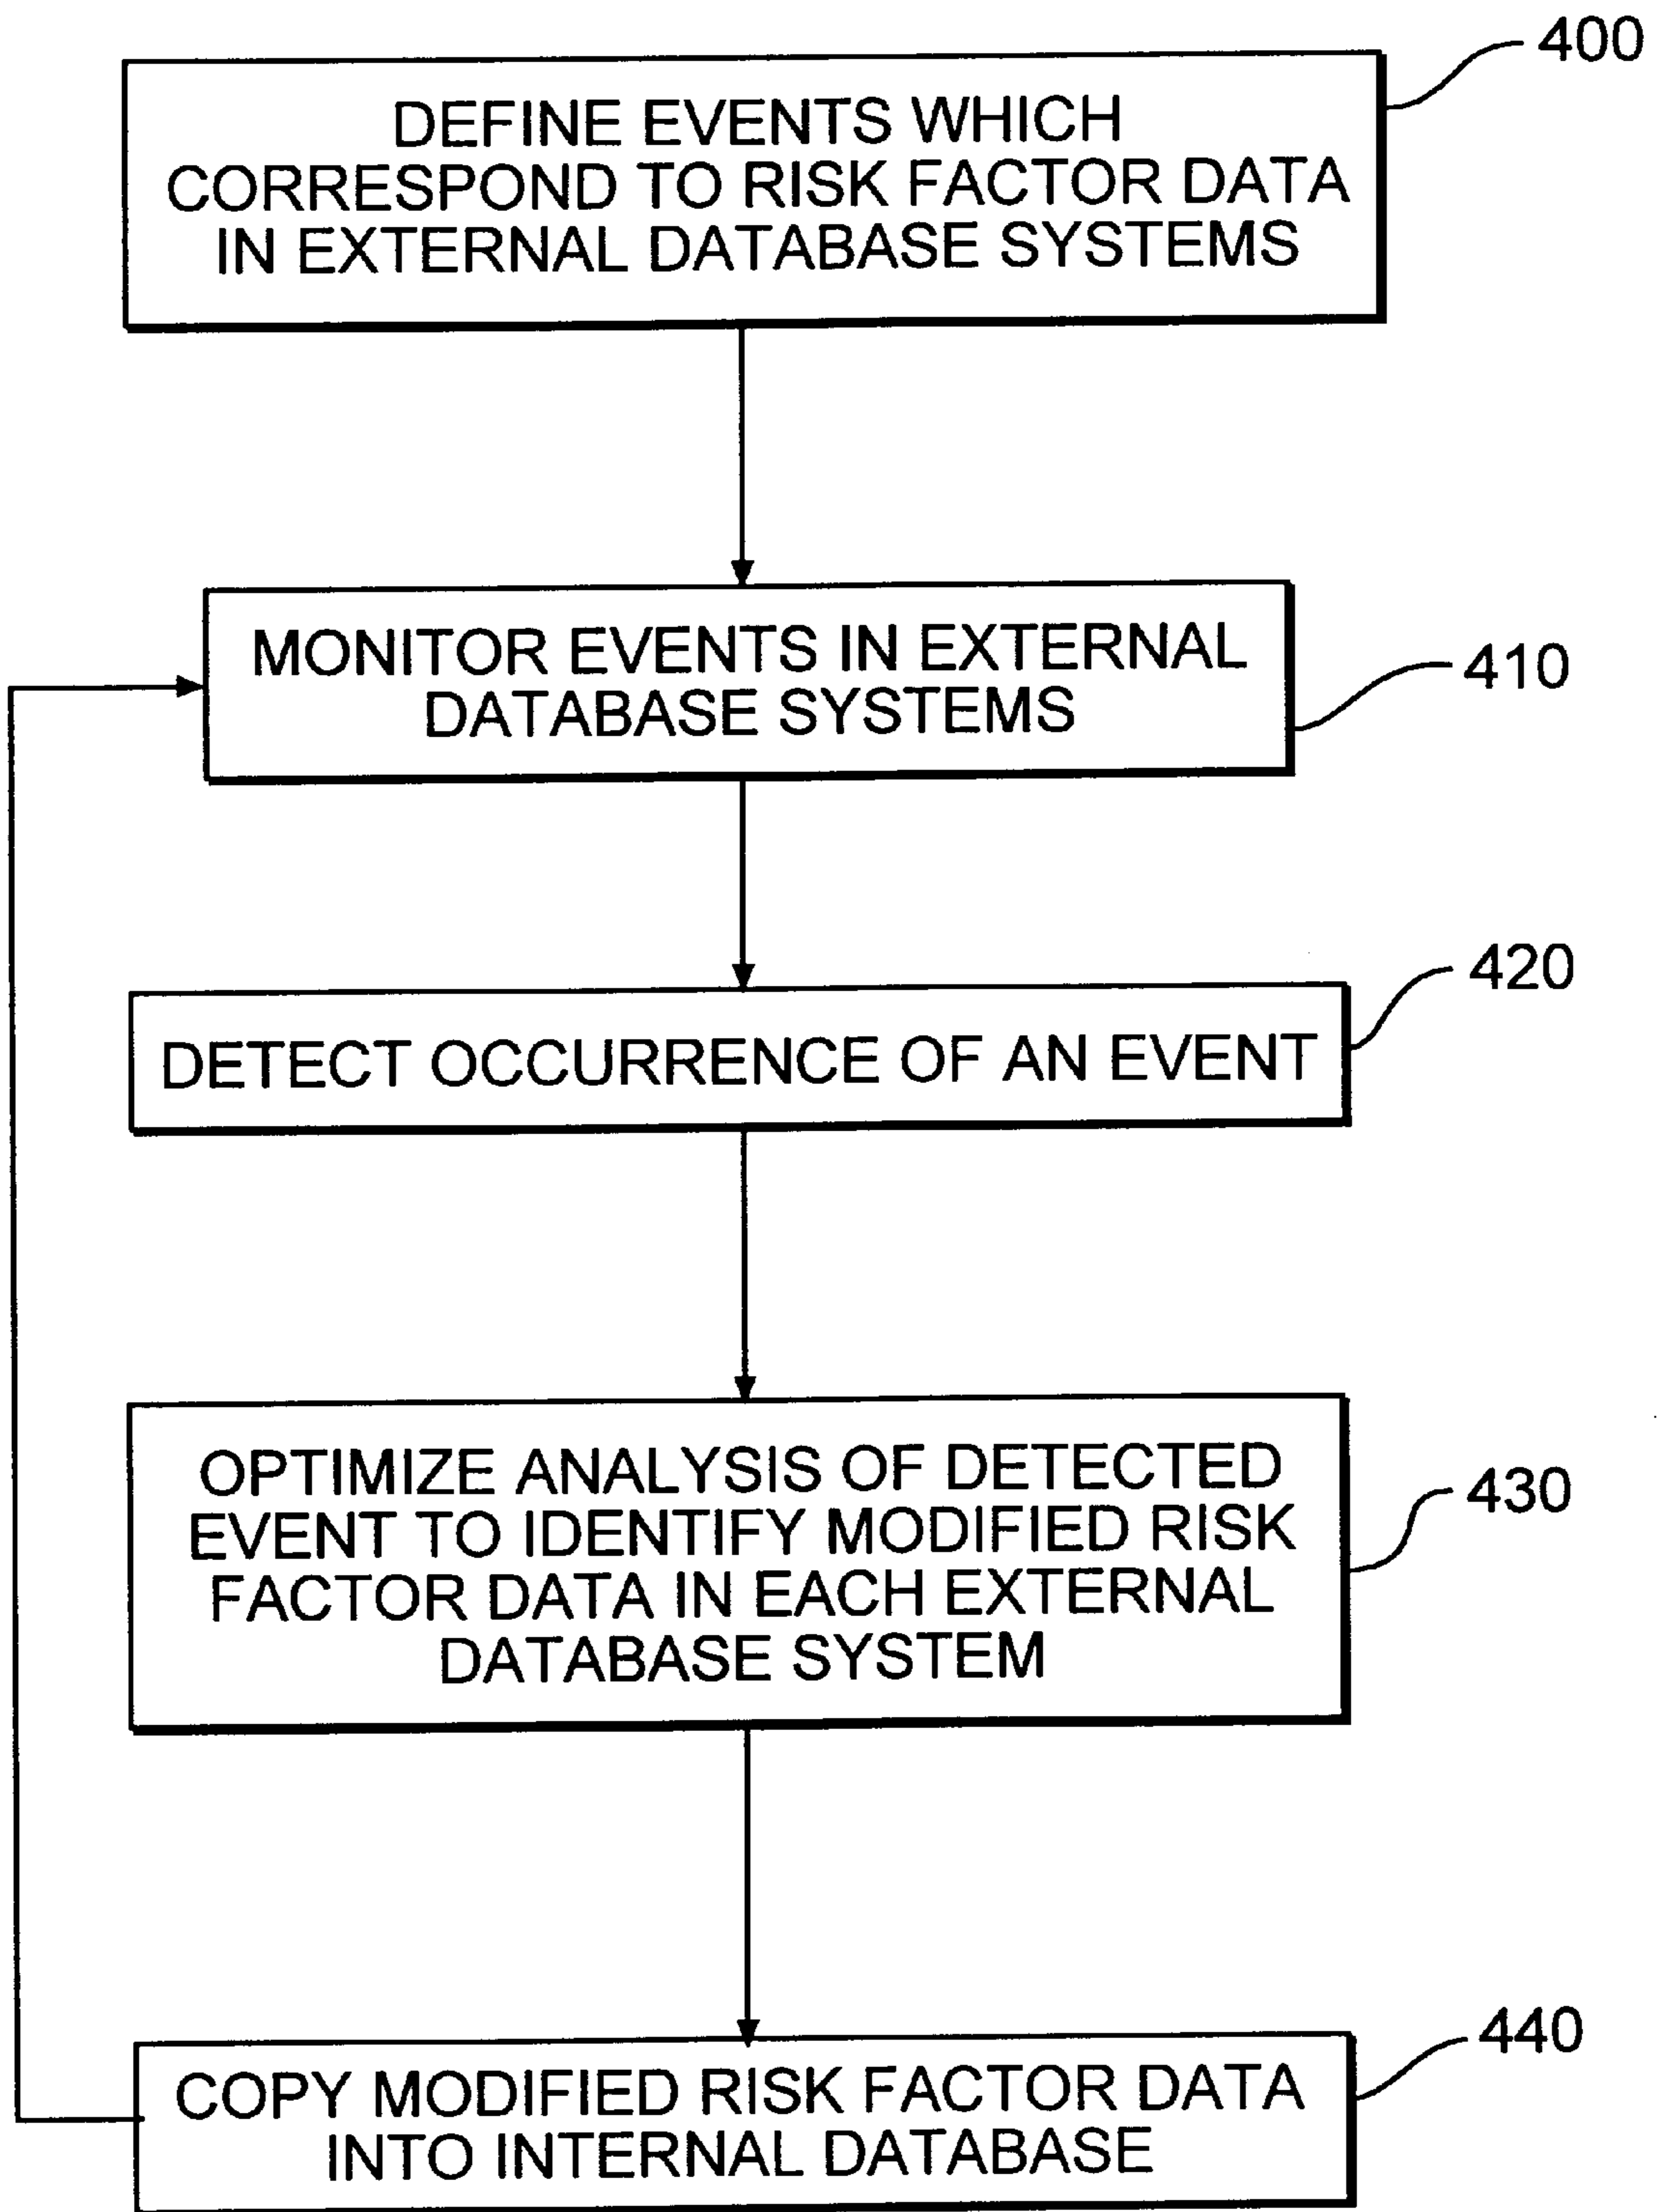 400
DEFINE EVENTS WHICH
CORRESPOND TO RISK FACTOR DATA
IN EXTERNAL DATABASE SYSTEMS
MONITOR EVENTS IN EXTERNAL
DATABASE SYSTEMS
410
420
DETECT OCCURRENCE OF AN EVENT
OPTIMIZE ANALYSIS OF DETECTED
EVENT TO IDENTIFY MODIFIED RISK
FACTOR DATA IN EACH EXTERNAL
DATABASE SYSTEM
430
440
COPY MODIFIED RISK FACTOR DATA
INTO INTERNAL DATABASE